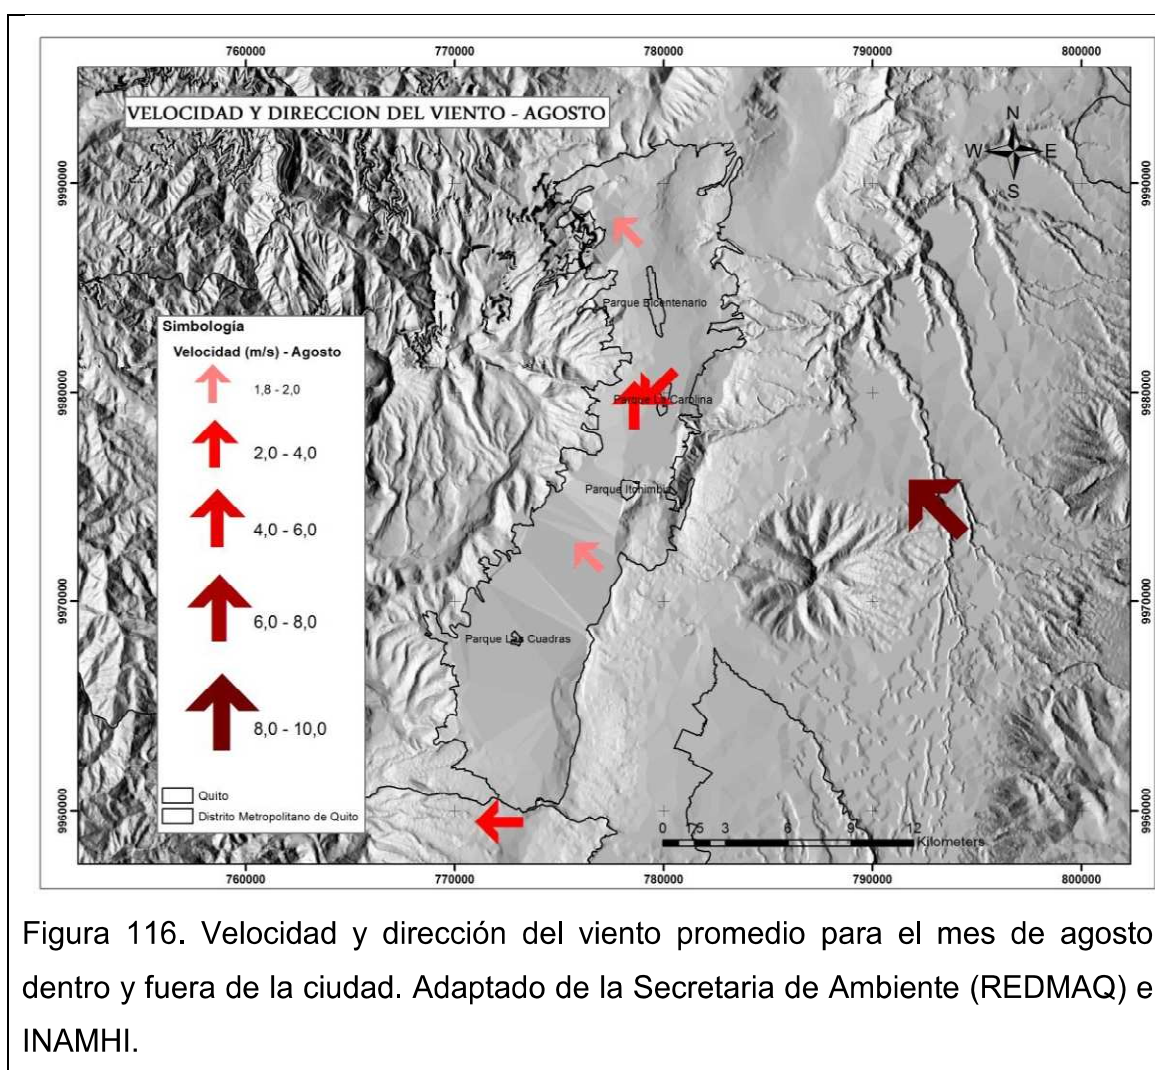 760000 770000 780000 790000 800000
VELOCIDAD Y DIRECCION DEL VIENTO - AGOSTO
N
W E
S
9990000 9990000
Parque Bicentenario
Simbología
Velocidad (m/s) - Agosto
1,8 - 2,0
2,0 - 4,0
4,0 - 6,0
6,0 - 8,0
8,0 - 10,0
Quito
Distrito Metropolitano de Quito
9980000 9980000
Parque La Carolina
Parque Itchimbia
9970000 9970000
Parque Las Cuadras
9960000 9960000
0 1,5 3 6 9 12
Kilometers
760000 770000 780000 790000 800000
Figura 116. Velocidad y dirección del viento promedio para el mes de agosto
dentro y fuera de la ciudad. Adaptado de la Secretaria de Ambiente (REDMAQ) e
INAMHI.